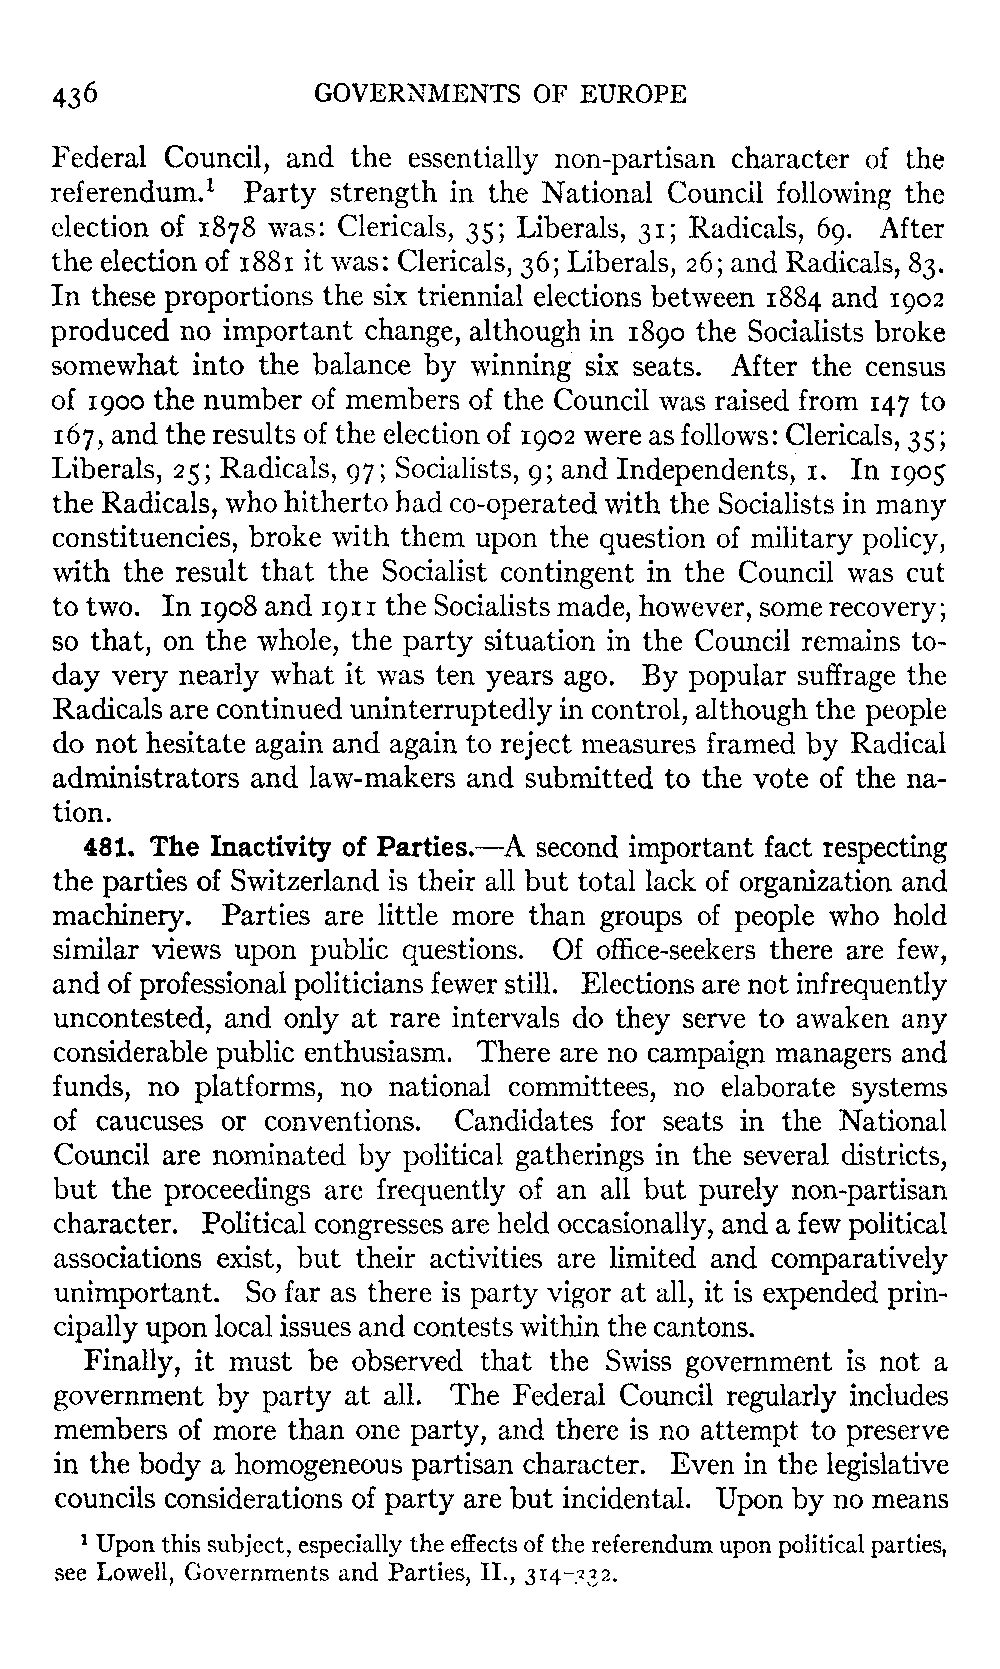 436 GOVERNMENTS OF EUROPE
Federal Council, and the essentially non-partisan character of the
referendum.¹ Party strength in the National Council following the
election of 1878 was: Clericals, 35; Liberals, 31; Radicals, 69. After
the election of 1881 it was: Clericals, 36; Liberals, 26; and Radicals, 83.
In these proportions the six triennial elections between 1884 and 1902
produced no important change, although in 1890 the Socialists broke
somewhat into the balance by winning six seats. After the census
of 1900 the number of members of the Council was raised from 147 to
167, and the results of the election of 1902 were as follows: Clericals, 35;
Liberals, 25; Radicals, 97; Socialists, 9; and Independents, 1. In 1905
the Radicals, who hitherto had co-operated with the Socialists in many
constituencies, broke with them upon the question of military policy,
with the result that the Socialist contingent in the Council was cut
to two. In 1908 and 1911 the Socialists made, however, some recovery;
so that, on the whole, the party situation in the Council remains to-
day very nearly what it was ten years ago. By popular suffrage the
Radicals are continued uninterruptedly in control, although the people
do not hesitate again and again to reject measures framed by Radical
administrators and law-makers and submitted to the vote of the na-
tion.
481. The Inactivity of Parties.—A second important fact respecting
the parties of Switzerland is their all but total lack of organization and
machinery. Parties are little more than groups of people who hold
similar views upon public questions. Of office-seekers there are few,
and of professional politicians fewer still. Elections are not infrequently
uncontested, and only at rare intervals do they serve to awaken any
considerable public enthusiasm. There are no campaign managers and
funds, no platforms, no national committees, no elaborate systems
of caucuses or conventions. Candidates for seats in the National
Council are nominated by political gatherings in the several districts,
but the proceedings are frequently of an all but purely non-partisan
character. Political congresses are held occasionally, and a few political
associations exist, but their activities are limited and comparatively
unimportant. So far as there is party vigor at all, it is expended prin-
cipally upon local issues and contests within the cantons.
Finally, it must be observed that the Swiss government is not a
government by party at all. The Federal Council regularly includes
members of more than one party, and there is no attempt to preserve
in the body a homogeneous partisan character. Even in the legislative
councils considerations of party are but incidental. Upon by no means
¹ Upon this subject, especially the effects of the referendum upon political parties,
see Lowell, Governments and Parties, II., 314-332.